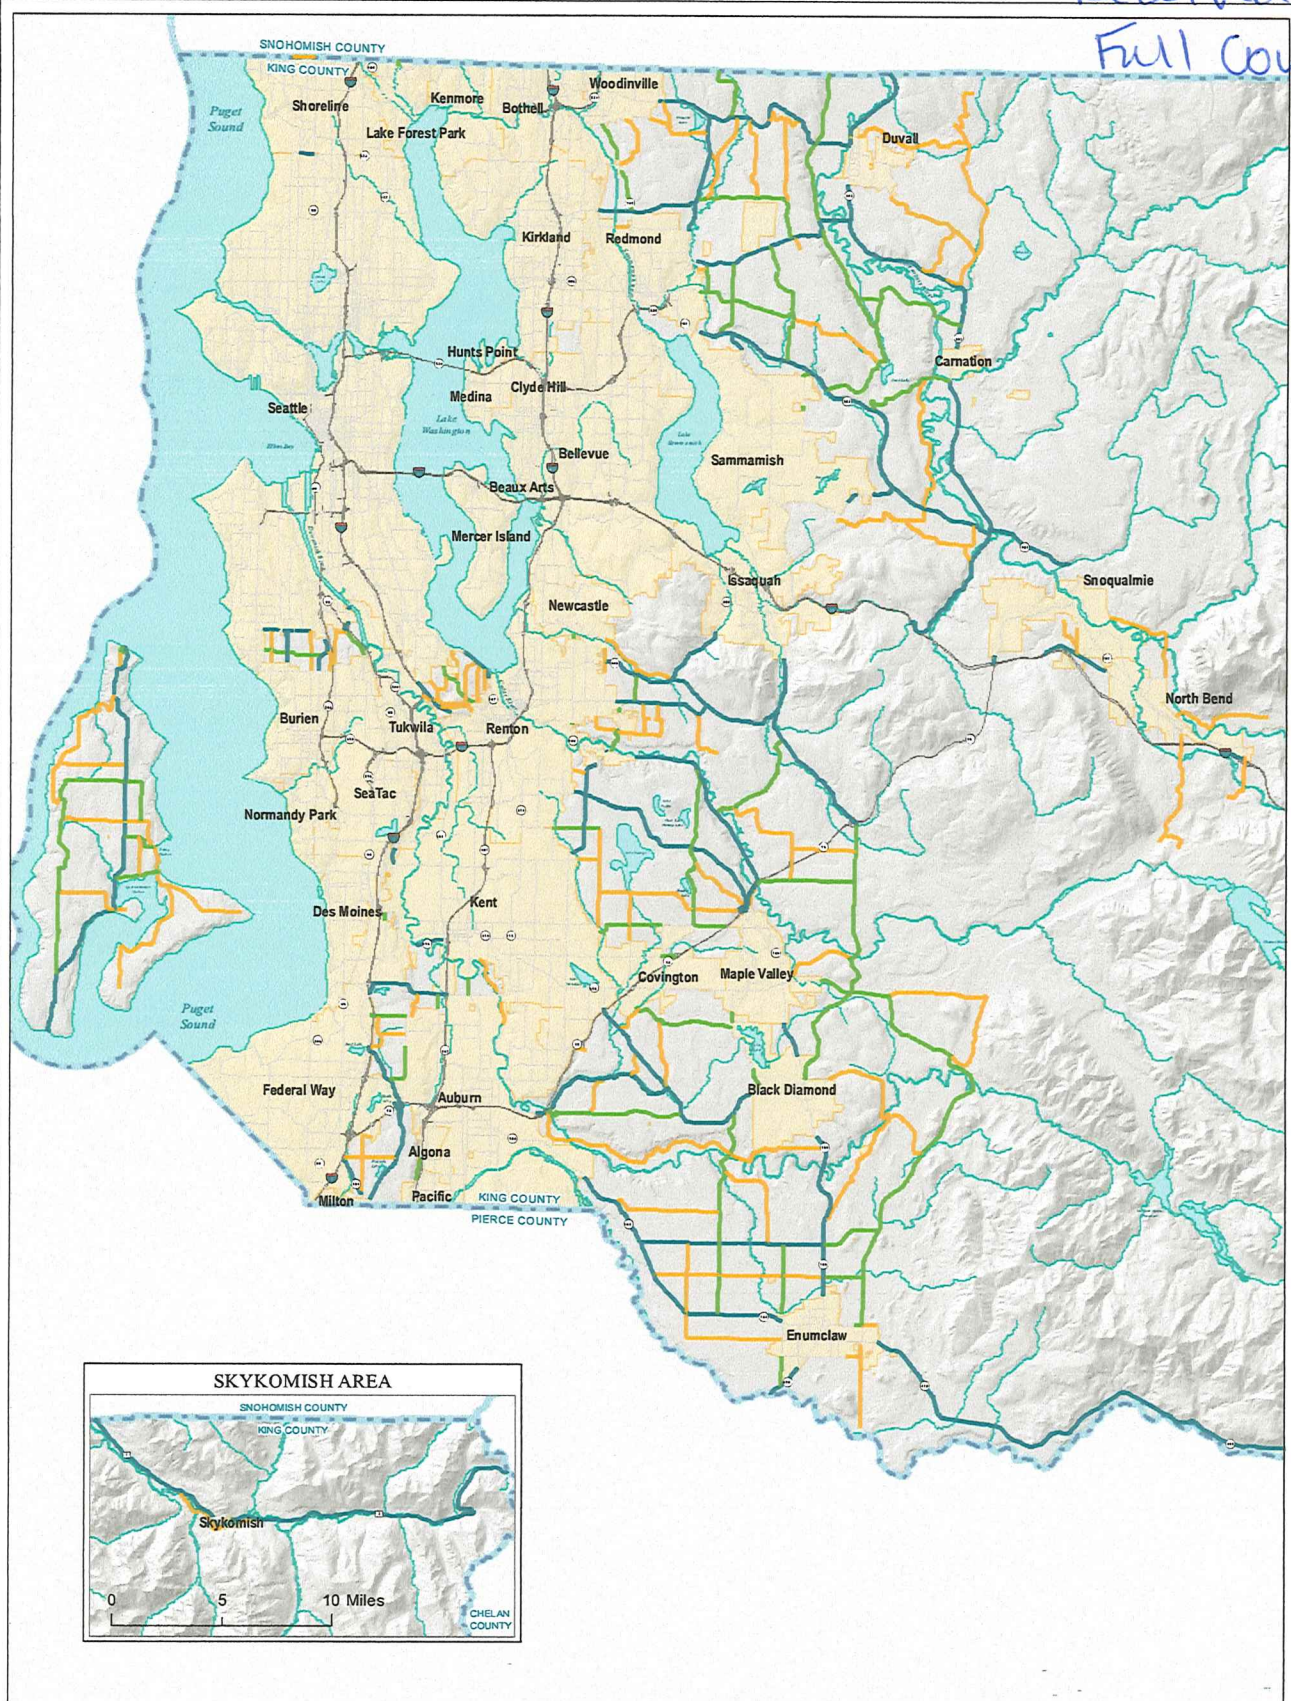 Full
SNOHOMISH COUNTY
KING COUNTY
Woodinville
Shoreline
Kenmore
Bothell
Puget
Sound
Lake Forest Park
Duvall
Kirkland
Redmond
Hunts Point
Carnation
Clyde Hill
Medina
Seattle
Lake
Washington
Bellevue
Sammamish
Beaux Arts
Mercer Island
Issaquah
Snoqualmie
Newcastle
North Bend
Burien
Tukwila
Renton
SeaTac
Normandy Park
Kent
Des Moines
Covington
Maple Valley
Puget
Sound
Federal Way
Auburn
Black Diamond
Algona
Milton
Pacific
KING COUNTY
PIERCE COUNTY
Enumclaw
SKYKOMISH AREA
SNOHOMISH COUNTY
KING COUNTY
Skykomish
0 5 10 Miles
CHELAN
COUNTY